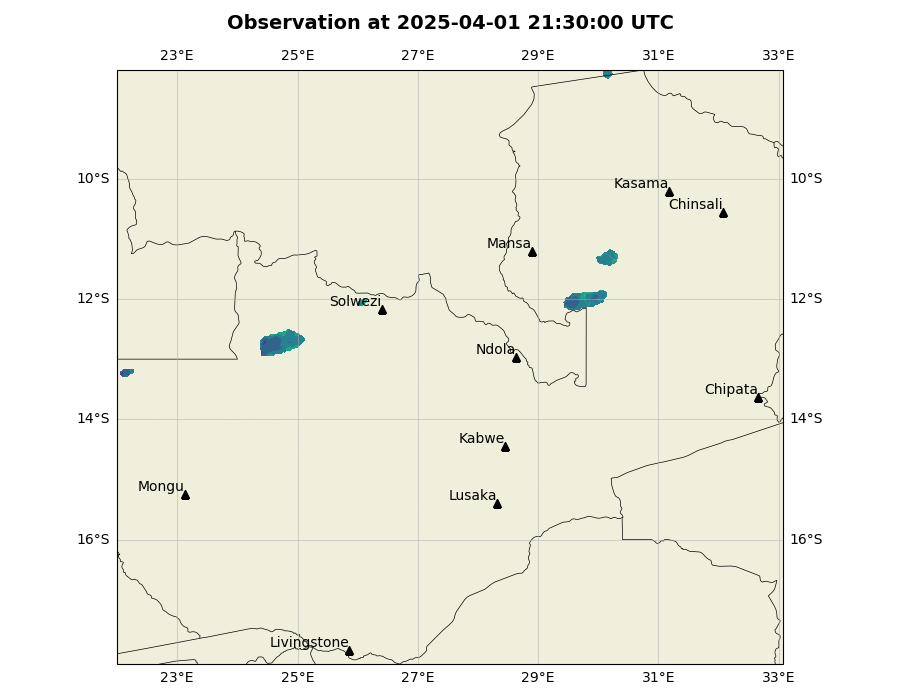 Observation at 2025-04-01 21:30:00 UTC
23°E 25°E 27°E 29°E 31°E 33°E
10°S 10°S
Kasama
Chinsali
Mansa
12°S 12°S
Solwezi
Ndola
Chipata
14°S 14°S
Kabwe
Mongu
Lusaka
16°S 16°S
Livingstone
23°E 25°E 27°E 29°E 31°E 33°E